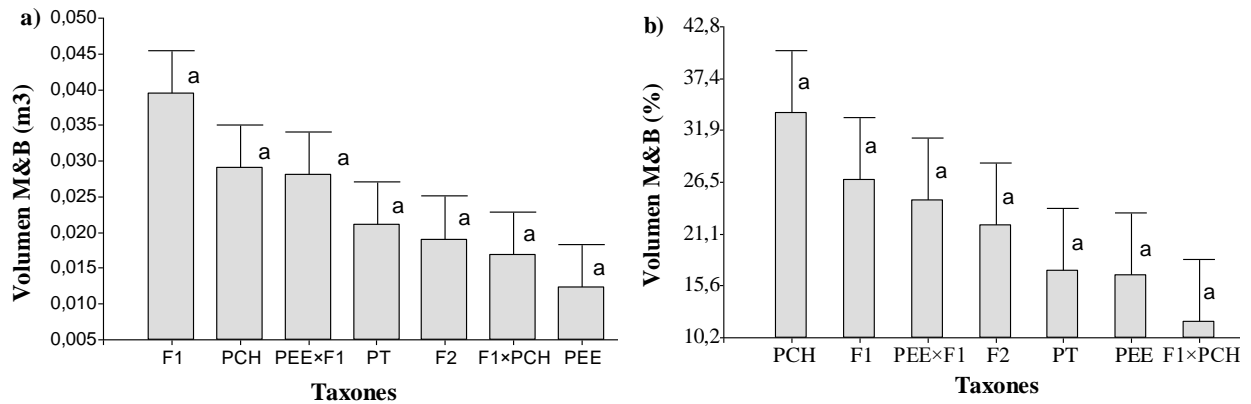 a)
Volumen M&B (m3)
0,050
0,045
0,040
0,035
0,030
0,025
0,020
0,015
0,010
0,005
a
a
a
a
a
a
a
F1 PCH PEE×F1 PT F2 F1×PCH PEE
Taxones
b)
Volumen M&B (%)
42,8
37,4
31,9
26,5
21,1
15,6
10,2
a
a
a
a
a
a
a
PCH F1 PEE×F1 F2 PT PEE F1×PCH
Taxones